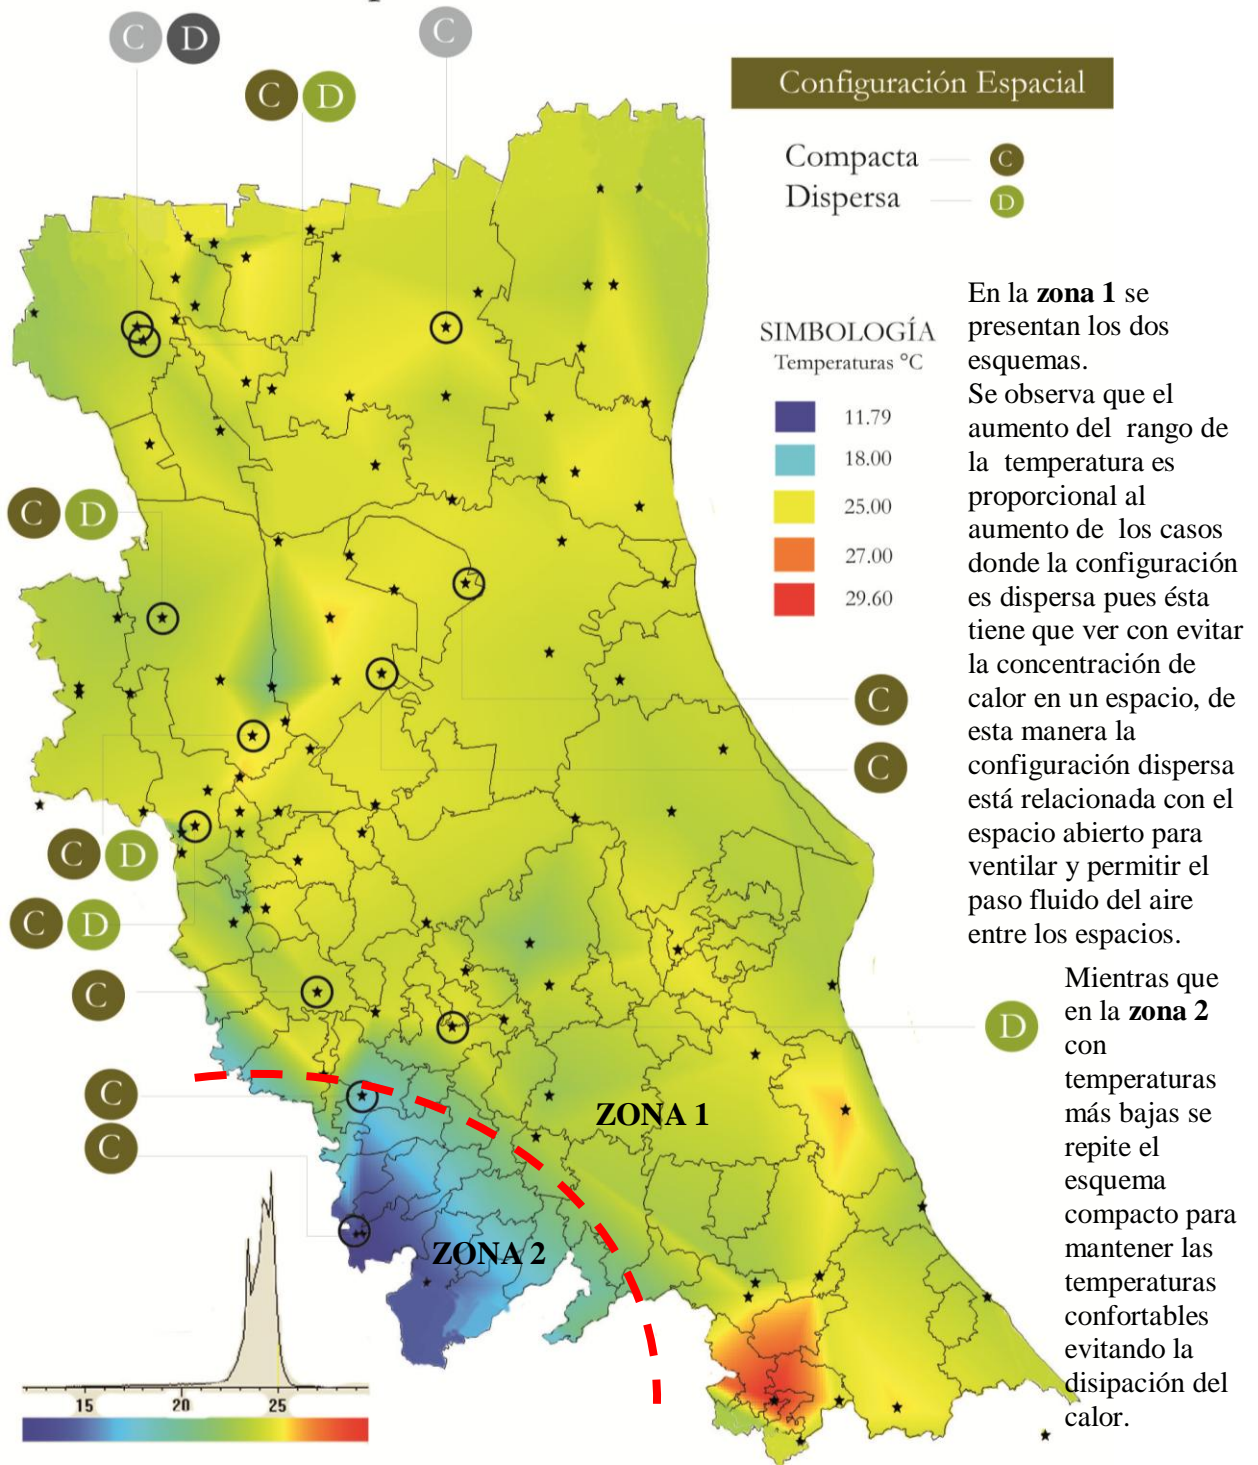 C D
C
C D
Configuración Espacial
Compacta C
Dispersa D
SIMBOLOGÍA
Temperaturas °C
11.79
18.00
25.00
27.00
29.60
En la zona 1 se
presentan los dos
esquemas.
Se observa que el
aumento del rango de
la temperatura es
proporcional al
aumento de los casos
donde la configuración
es dispersa pues ésta
tiene que ver con evitar
la concentración de
calor en un espacio, de
esta manera la
configuración dispersa
está relacionada con el
espacio abierto para
ventilar y permitir el
paso fluido del aire
entre los espacios.
Mientras que
en la zona 2
con
temperaturas
más bajas se
repite el
esquema
compacto para
mantener las
temperaturas
confortables
evitando la
disipación del
calor.
C D
C
C
C D
C D
C
D
C
C
ZONA 1
ZONA 2
15 20 25